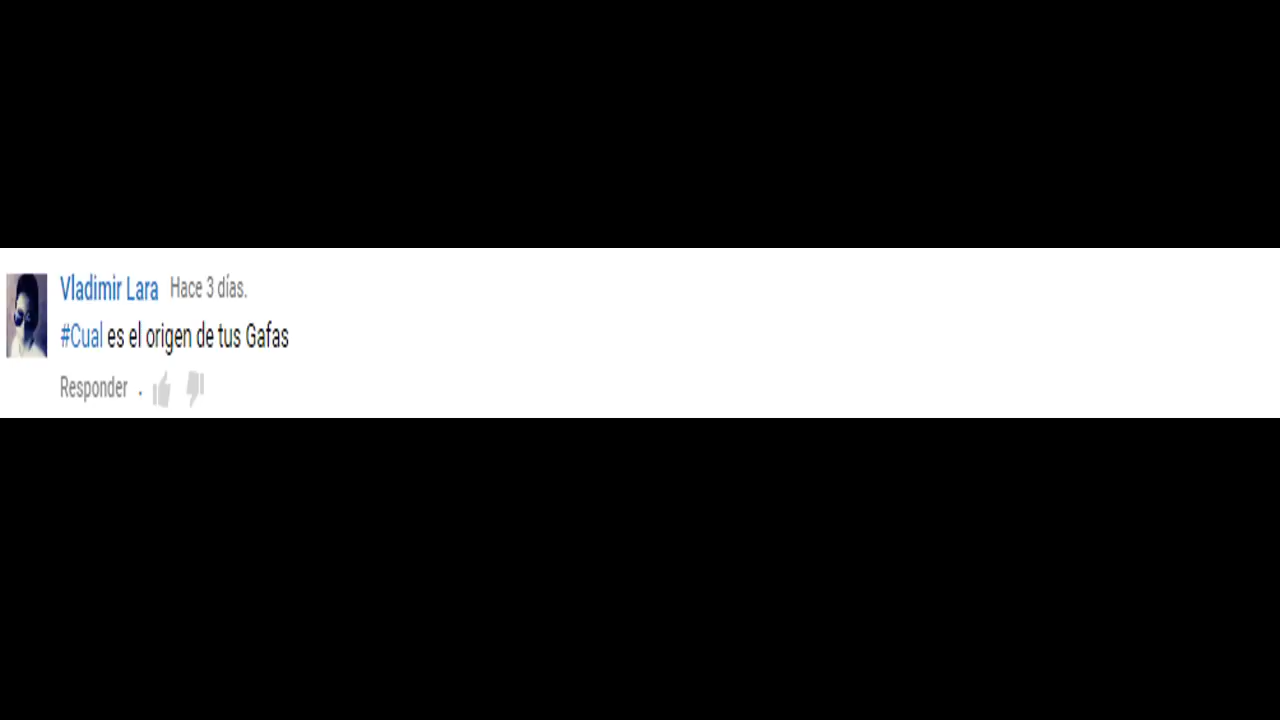 Vladimir Lara Hace 3 días.
#Cual es el origen de tus Gafas
Responder .